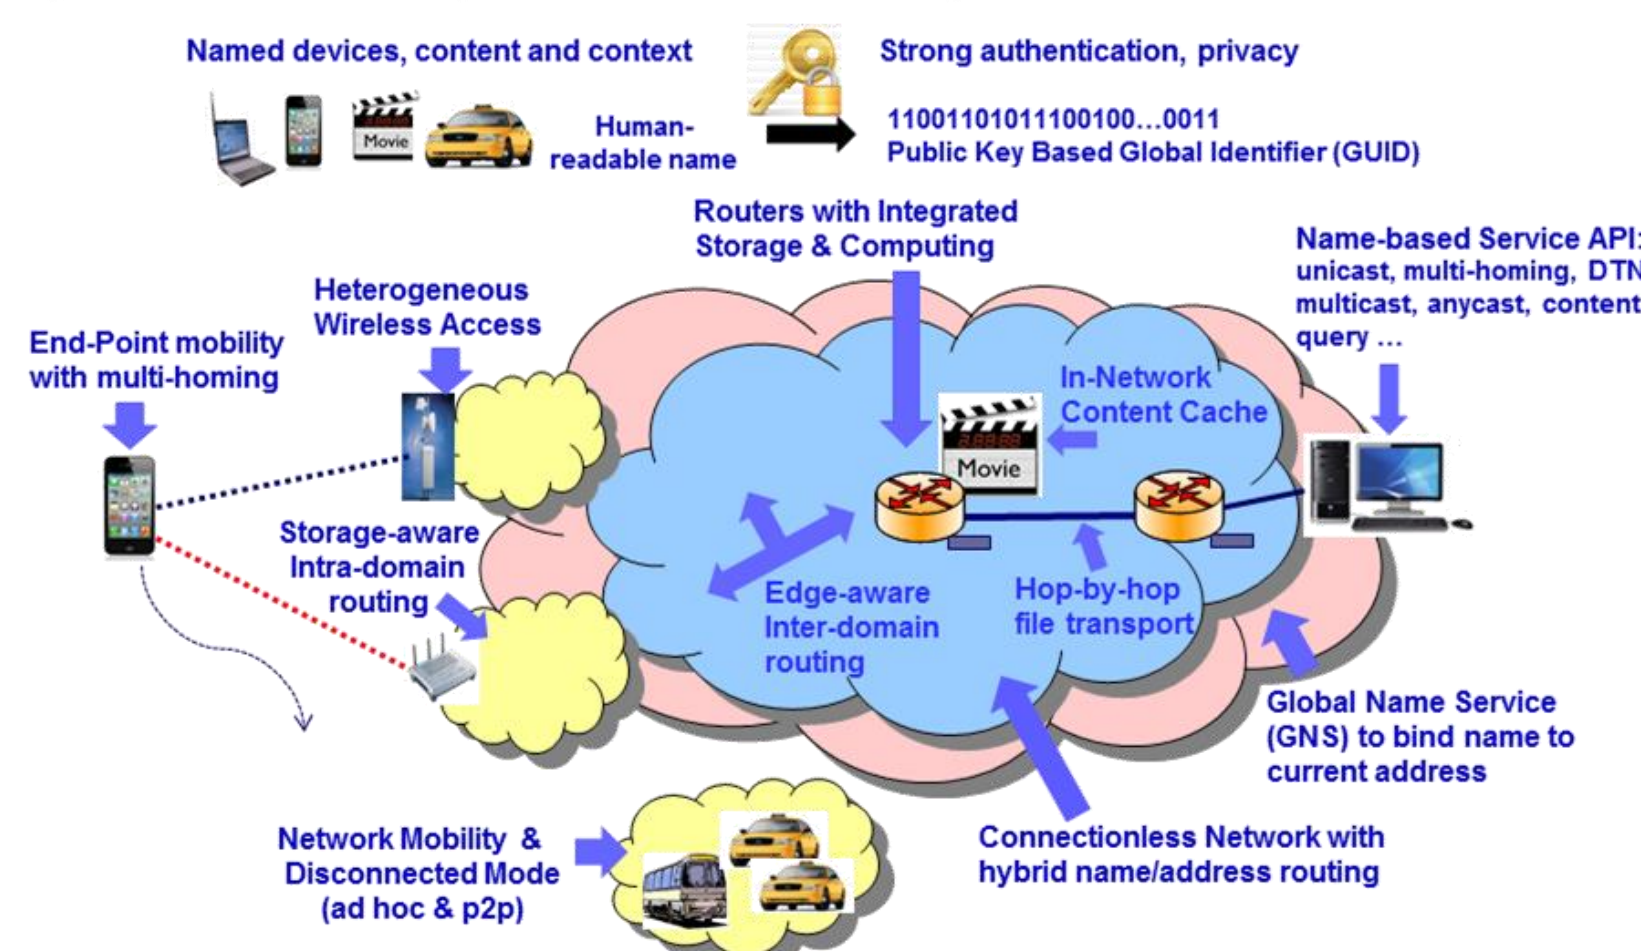 Named devices, content and context
Strong authentication, privacy
Human-
readable name
Movie
11001101011100100...0011
Public Key Based Global Identifier (GUID)
Routers with Integrated
Storage & Computing
Name-based Service API:
unicast, multi-homing, DTN
multicast, anycast, content
query ...
Heterogeneous
Wireless Access
End-Point mobility
with multi-homing
In-Network
Content Cache
Movie
Storage-aware
Intra-domain
routing
Edge-aware
Inter-domain
routing
Hop-by-hop
file transport
Global Name Service
(GNS) to bind name to
current address
Network Mobility &
Disconnected Mode
(ad hoc & p2p)
Connectionless Network with
hybrid name/address routing